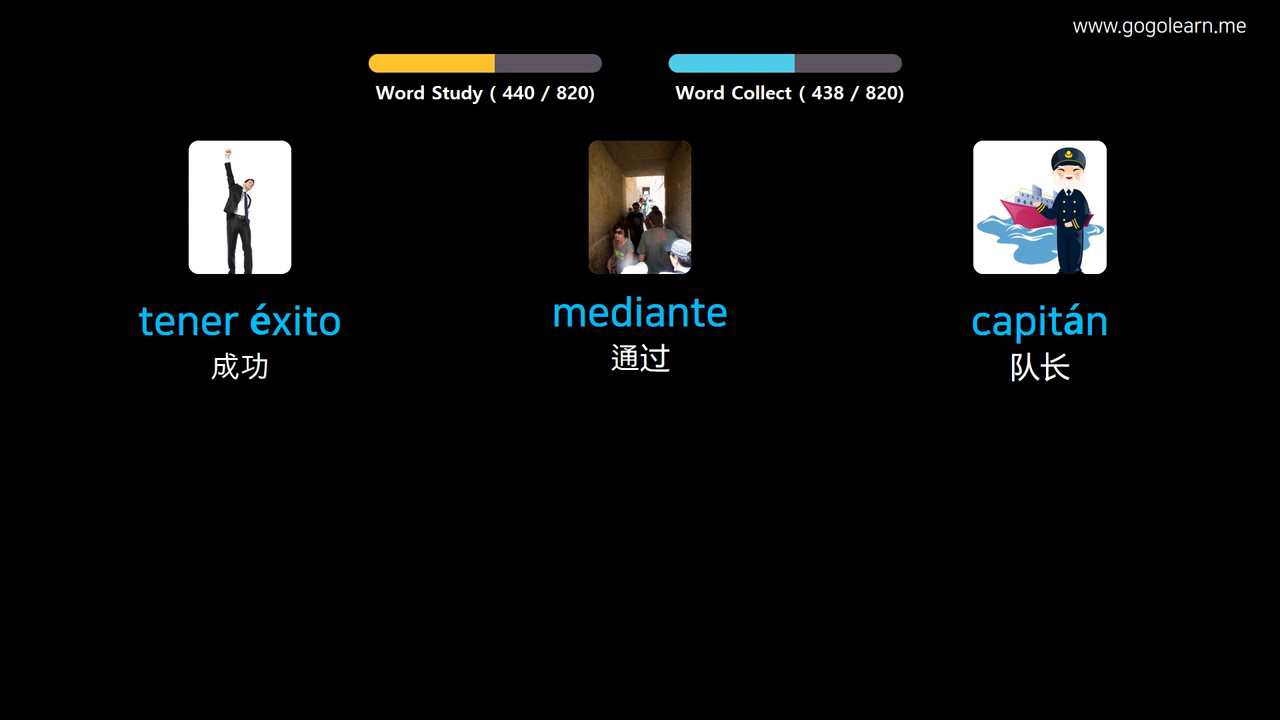 www.gogolearn.me
Word Study ( 440 / 820)
Word Collect ( 438 / 820)
tener éxito
成功
mediante
通过
capitán
队长